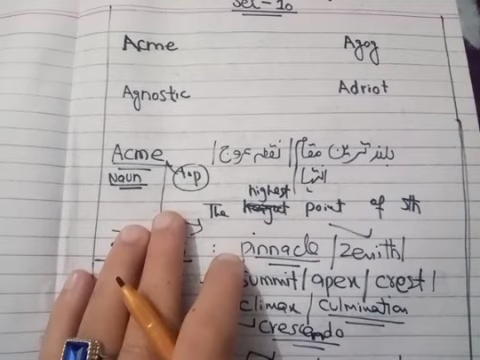 Set - 10
Acme Agog
Agnostic Adriot
Acme / نقطہ عروج / بلند ترین مقام
Noun Top انتہا
highest
The point of sth
: Pinnacle / Zenith /
summit / apex / crest /
climax / culmination
crescendo